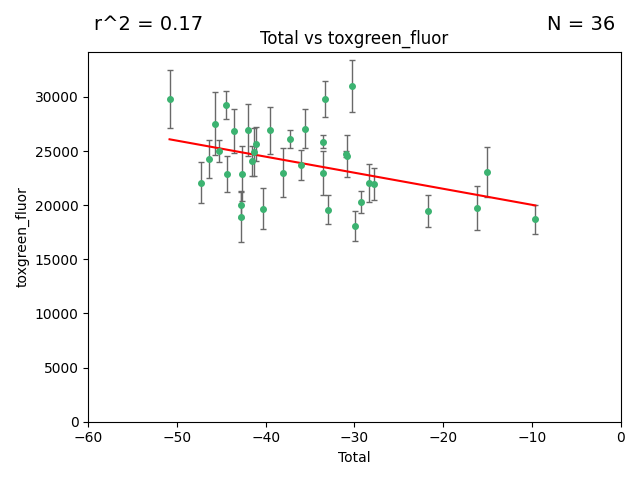 r^2 = 0.17
N = 36
Total vs toxgreen_fluor
toxgreen_fluor
30000
25000
20000
15000
10000
5000
0
−60
−50
−40
−30
−20
−10
0
Total